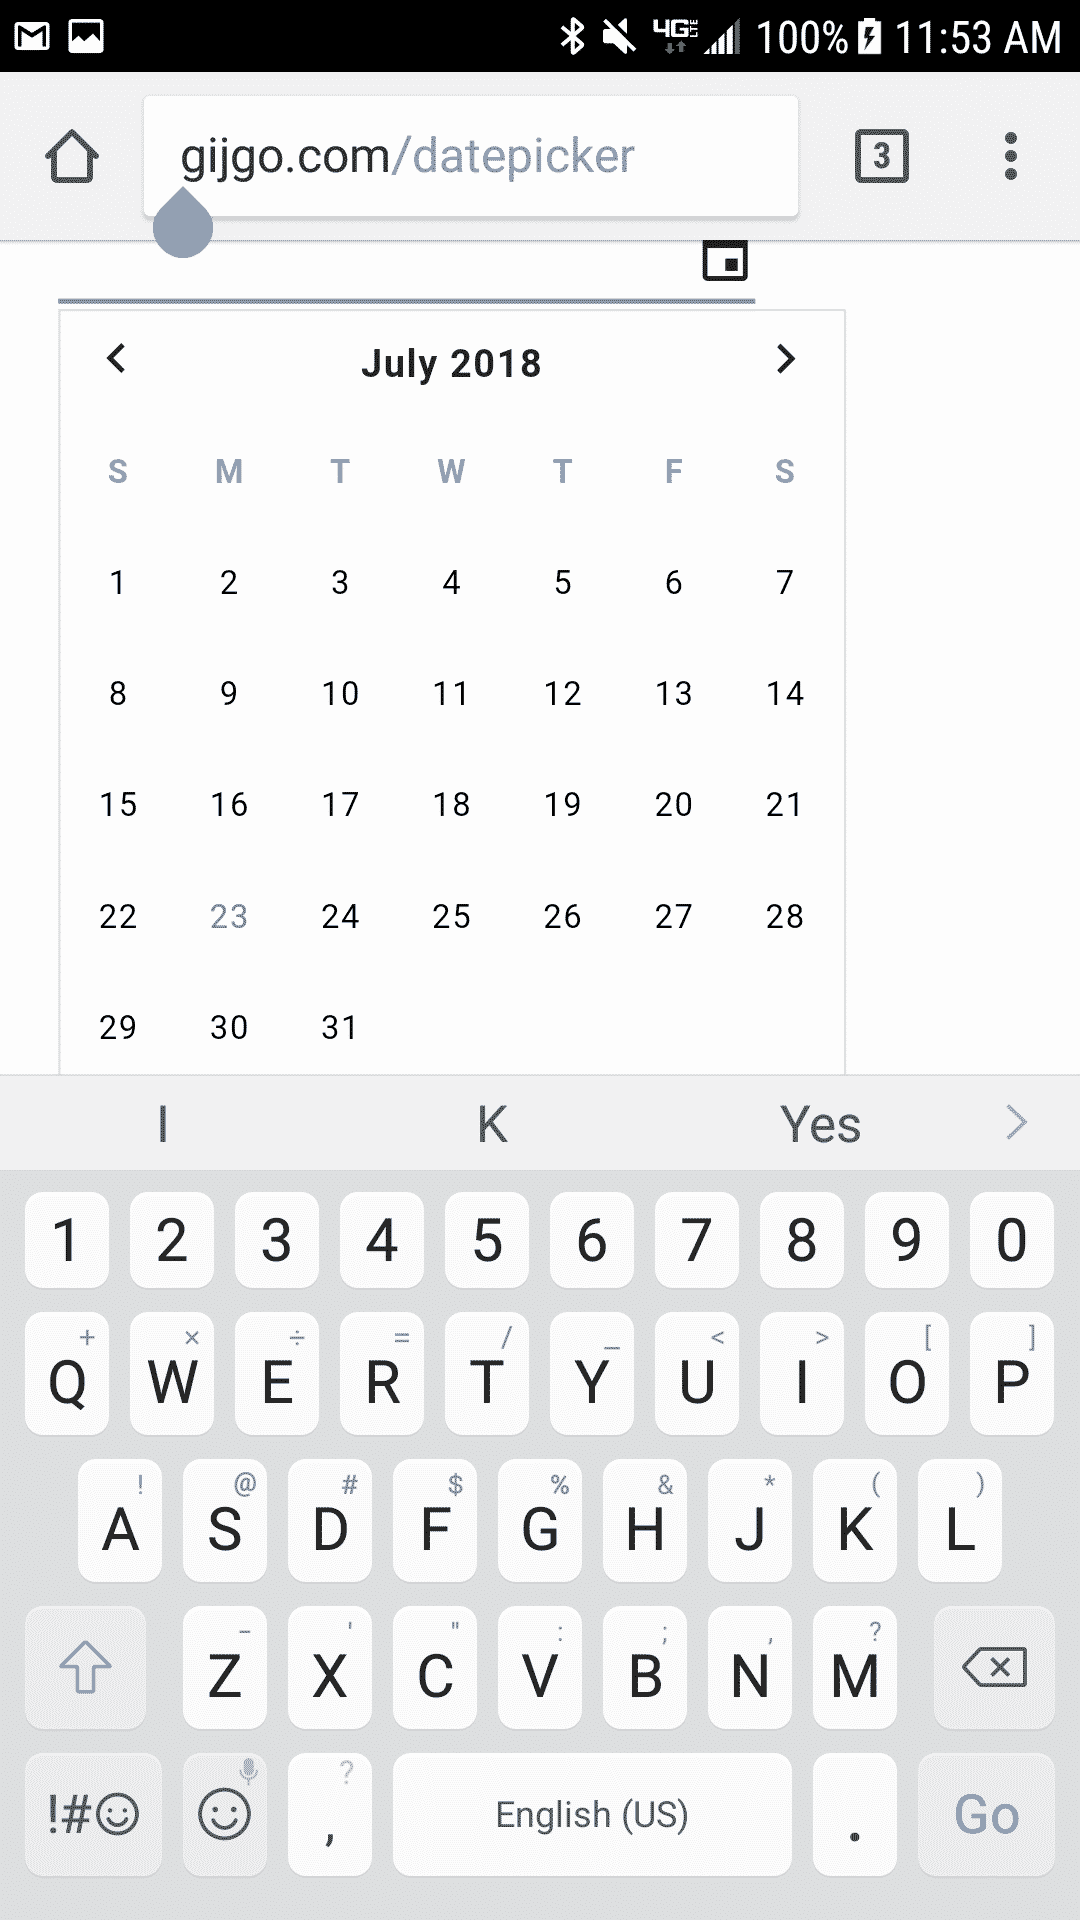 4G LTE 100% 11:53 AM
gijgo.com/datepicker 3
July 2018
S M T W T F S
1 2 3 4 5 6 7
8 9 10 11 12 13 14
15 16 17 18 19 20 21
22 23 24 25 26 27 28
29 30 31
I K Yes
1 2 3 4 5 6 7 8 9 0
+ × ÷ = / _ < > [ ]
Q W E R T Y U I O P
! @ # $ % & * ( )
A S D F G H J K L
- ' " : ; , ?
Z X C V B N M
?
!#☺ , English (US) . Go